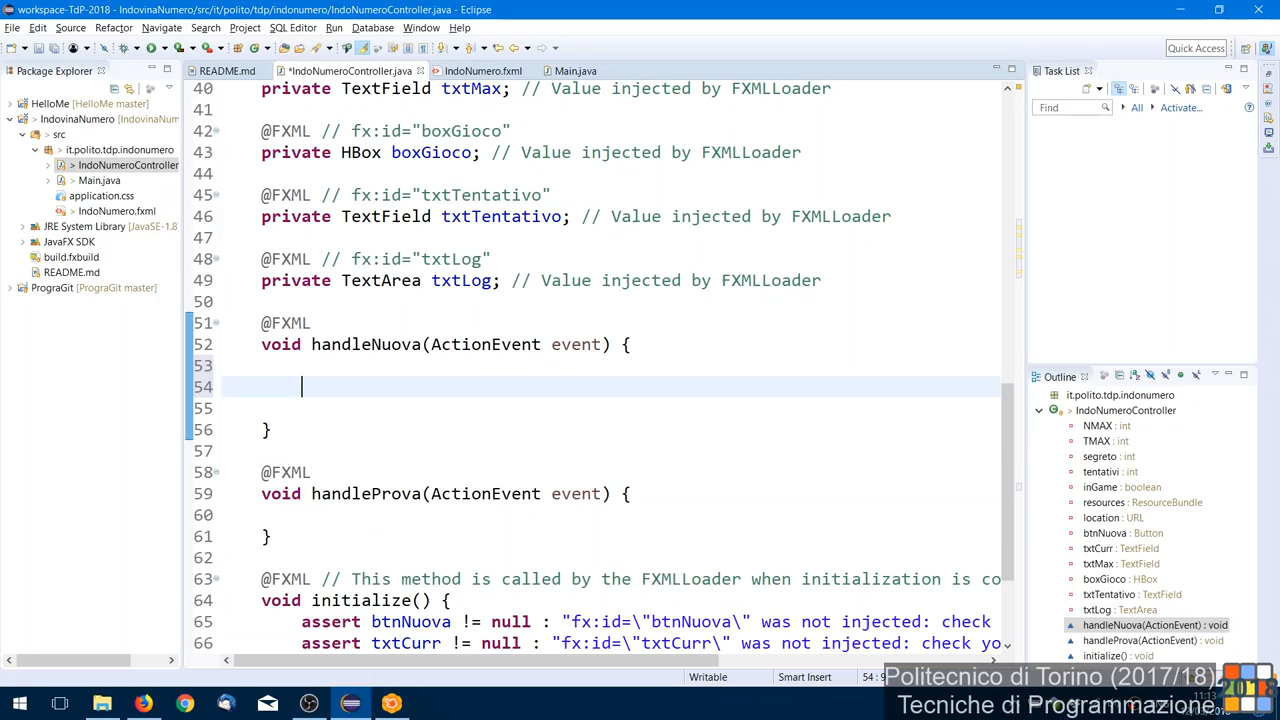 workspace-TdP-2018 - IndovinaNumero/src/it/polito/tdp/indonumero/IndoNumeroController.java - Eclipse
File Edit Source Refactor Navigate Search Project SQL Editor Run Database Window Help
Quick Access
Package Explorer
README.md
*IndoNumeroController.java
IndoNumero.fxml
Main.java
Task List
Find
All
Activate...
> HelloMe [HelloMe master]
> IndovinaNumero [IndovinaNum
> src
> it.polito.tdp.indonumero
> IndoNumeroController
> Main.java
application.css
> IndoNumero.fxml
JRE System Library [JavaSE-1.8]
JavaFX SDK
build.fxbuild
README.md
PrograGit [PrograGit master]
40 private TextField txtMax; // Value injected by FXMLLoader
41
42 @FXML // fx:id="boxGioco"
43 private HBox boxGioco; // Value injected by FXMLLoader
44
45 @FXML // fx:id="txtTentativo"
46 private TextField txtTentativo; // Value injected by FXMLLoader
47
48 @FXML // fx:id="txtLog"
49 private TextArea txtLog; // Value injected by FXMLLoader
50
51 @FXML
52 void handleNuova(ActionEvent event) {
53
54
55
56 }
57
58 @FXML
59 void handleProva(ActionEvent event) {
60
61 }
62
63 @FXML // This method is called by the FXMLLoader when initialization is co
64 void initialize() {
65 assert btnNuova != null : "fx:id=\"btnNuova\" was not injected: check
66 assert txtCurr != null : "fx:id=\"txtCurr\" was not injected: check yo
Outline
it.polito.tdp.indonumero
> IndoNumeroController
NMAX : int
TMAX : int
segreto : int
tentativi : int
inGame : boolean
resources : ResourceBundle
location : URL
btnNuova : Button
txtCurr : TextField
txtMax : TextField
boxGioco : HBox
txtTentativo : TextField
txtLog : TextArea
handleNuova(ActionEvent) : void
handleProva(ActionEvent) : void
initialize() : void
Writable
Smart Insert
54 : 9
Politecnico di Torino (2017/18)
Tecniche di Programmazione
2018
11:13